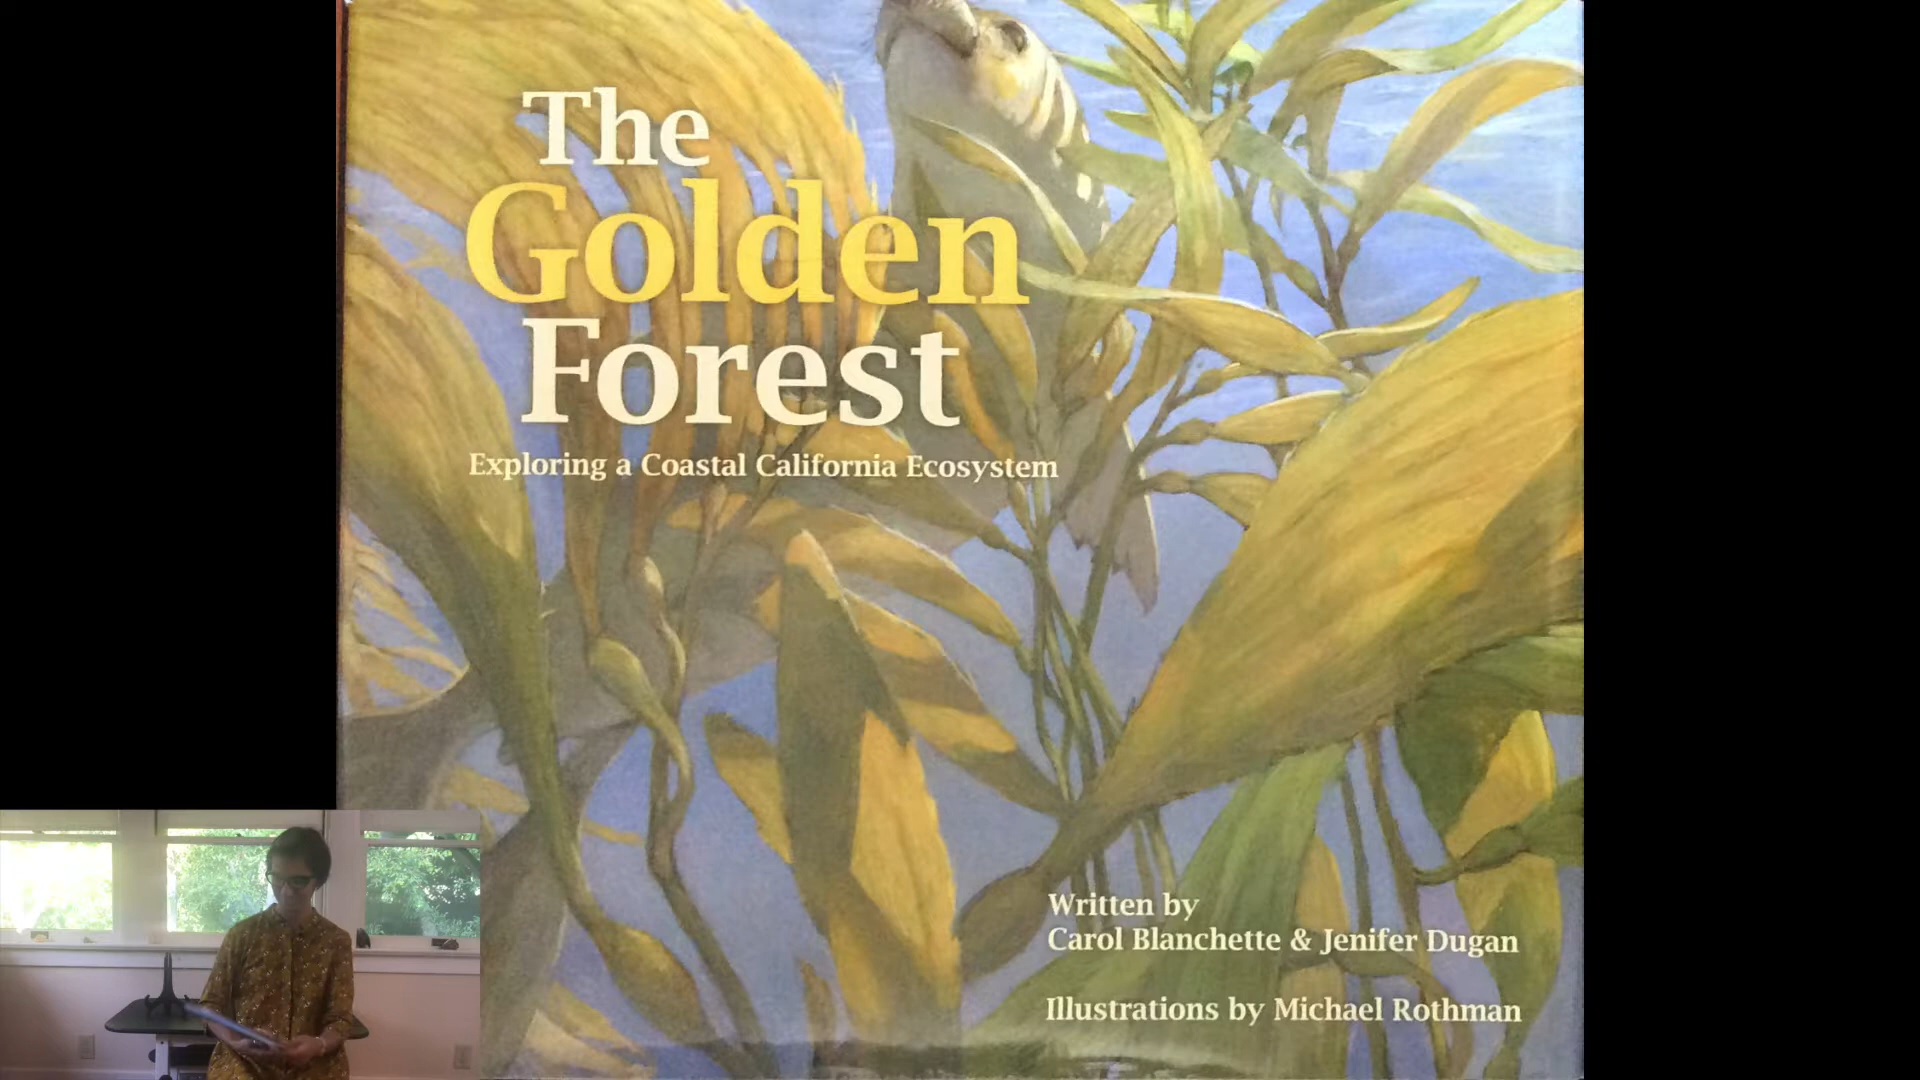 The
Golden
Forest
Exploring a Coastal California Ecosystem
Written by
Carol Blanchette & Jenifer Dugan
Illustrations by Michael Rothman